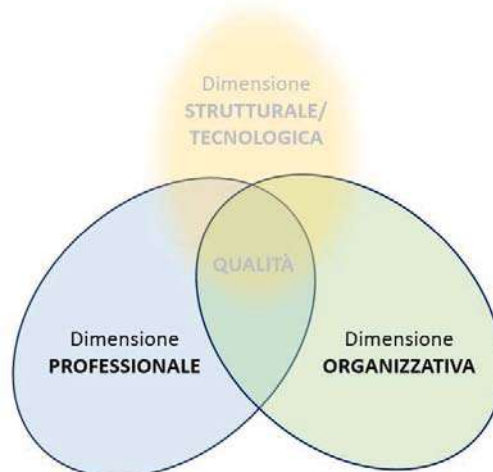 Dimensione
STRUTTURALE/
TECNOLOGICA
QUALITÀ
Dimensione
PROFESSIONALE
Dimensione
ORGANIZZATIVA